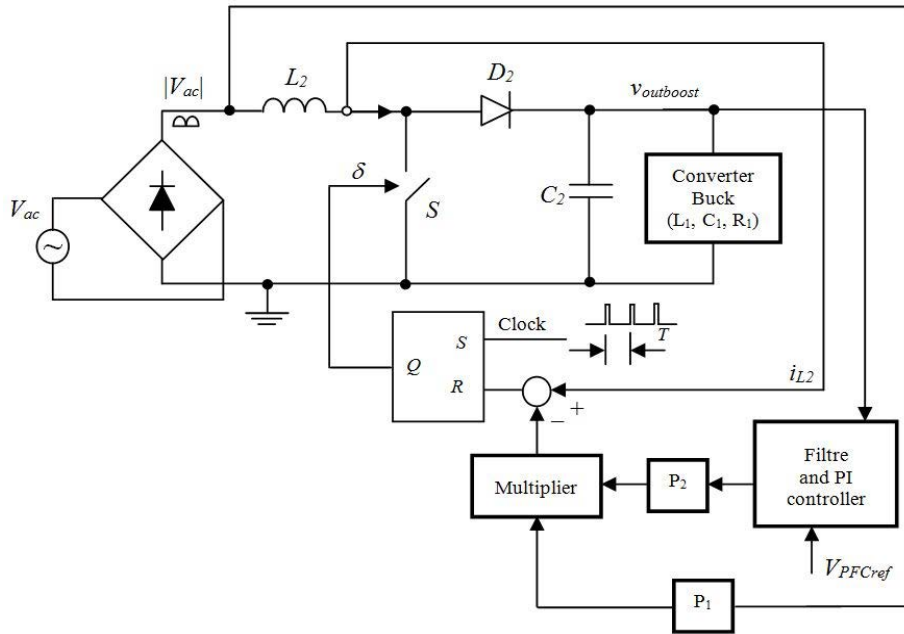 L2
D2
voutboost
|Vac|
δ
S
C2
Converter
Buck
(L1, C1, R1)
Vac
~
Clock
T
S
Q
R
iL2
+
–
Multiplier
P2
Filtre
and PI
controller
VPFCref
P1